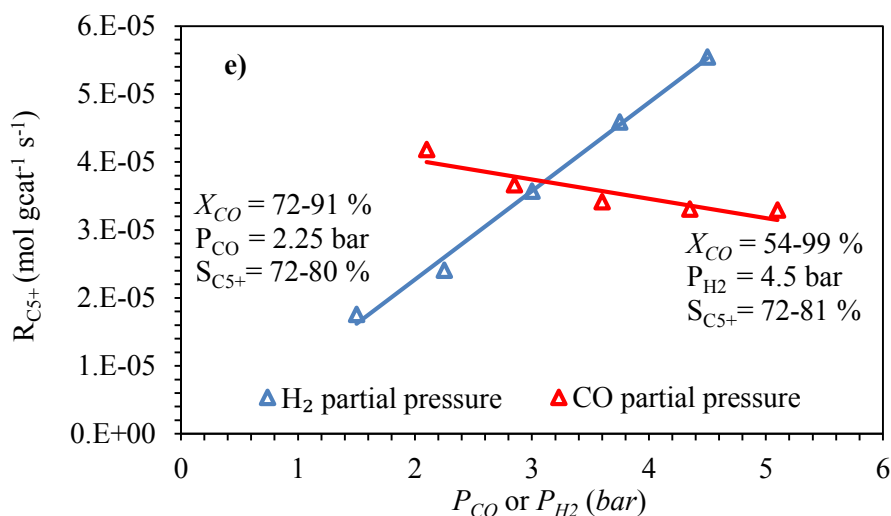 6.E-05
5.E-05
4.E-05
3.E-05
2.E-05
1.E-05
0.E+00
R_C5+ (mol gcat⁻¹ s⁻¹)
e)
X_CO = 72-91 %
P_CO = 2.25 bar
S_C5+= 72-80 %
X_CO = 54-99 %
P_H2 = 4.5 bar
S_C5+= 72-81 %
H₂ partial pressure
CO partial pressure
0 1 2 3 4 5 6
P_CO or P_H2 (bar)